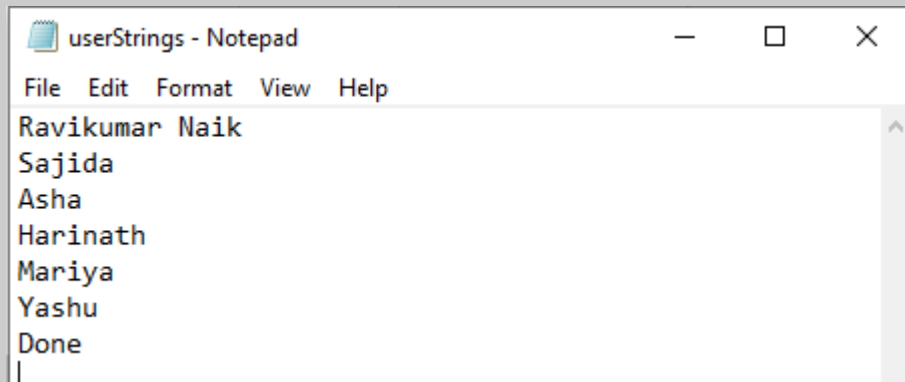 userStrings - Notepad
File Edit Format View Help
Ravikumar Naik
Sajida
Asha
Harinath
Mariya
Yashu
Done